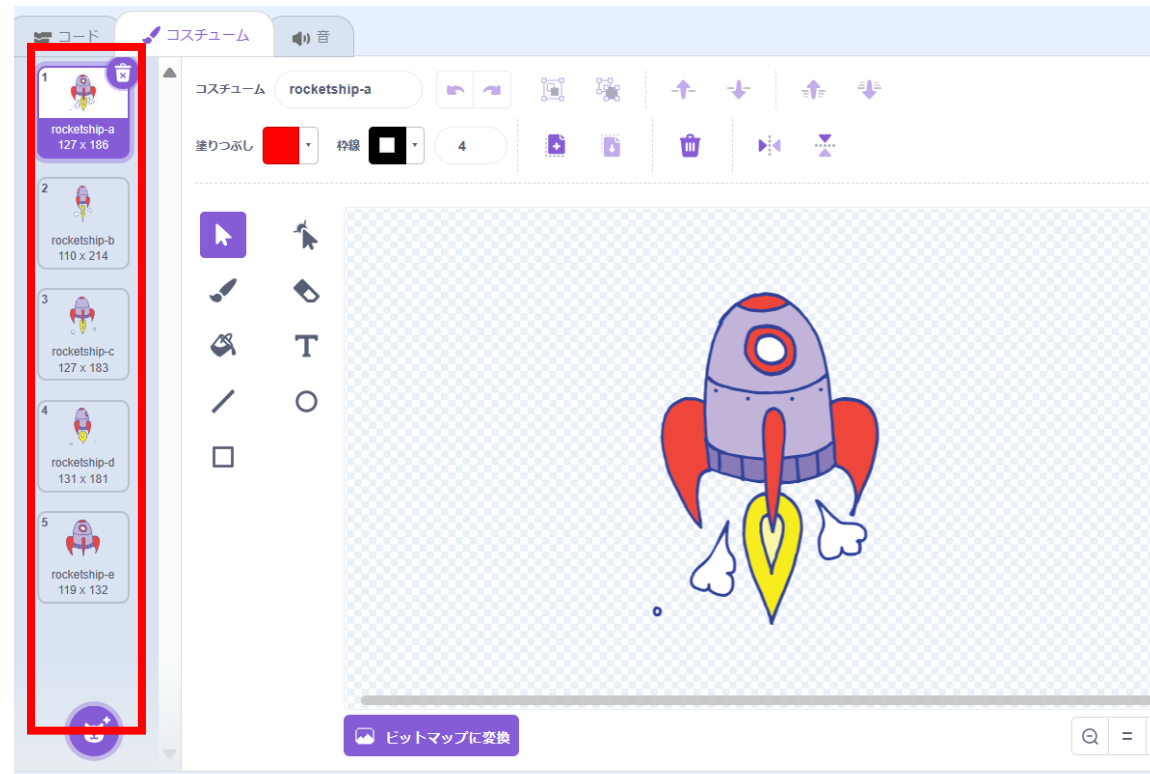 コード
コスチューム
音
1
rocketship-a
127 x 186
2
rocketship-b
110 x 214
3
rocketship-c
127 x 183
4
rocketship-d
131 x 181
5
rocketship-e
119 x 132
コスチューム
rocketship-a
塗りつぶし
枠線
4
T
ビットマップに変換
=